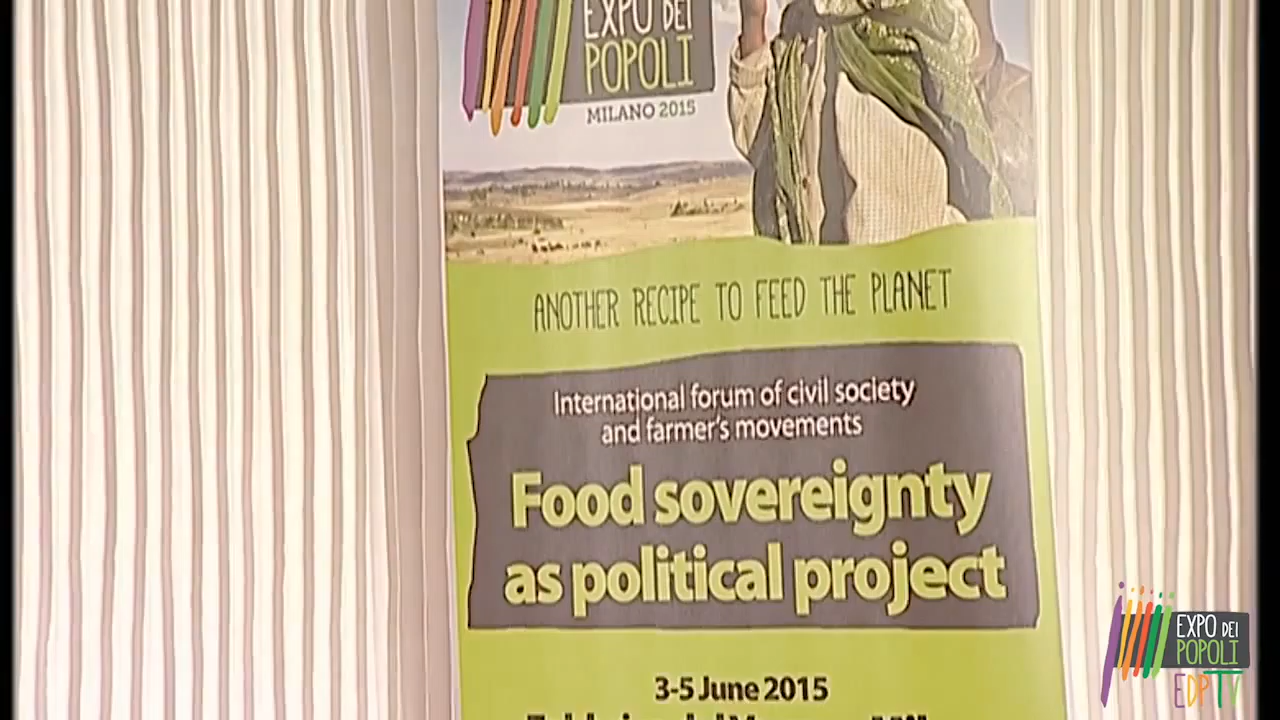 EXPO DEI
POPOLI
MILANO 2015
ANOTHER RECIPE TO FEED THE PLANET
International forum of civil society
and farmer's movements
Food sovereignty
as political project
3-5 June 2015
EXPO DEI
POPOLI
EDPTV